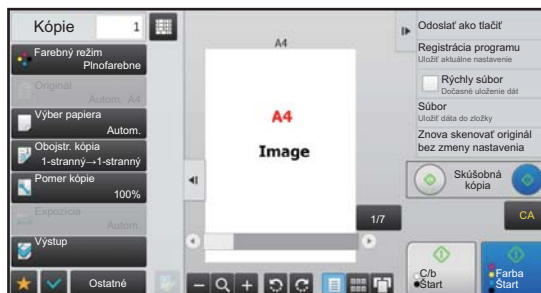 Kópie
1
Farebný režim
Plnofarebne
Originál
Autom. A4
Výber papiera
Autom.
Obojstr. kópia
1-stranný→1-stranný
Pomer kópie
100%
Expozícia
Autom.
Výstup
Ostatné
A4
A4
Image
1/7
Odoslať ako tlačiť
Registrácia programu
Uložiť aktuálne nastavenie
Rýchly súbor
Dočasné uloženie dát
Súbor
Uložiť dáta do zložky
Znova skenovať originál
bez zmeny nastavenia
Skúšobná
kópia
CA
C/b
Štart
Farba
Štart